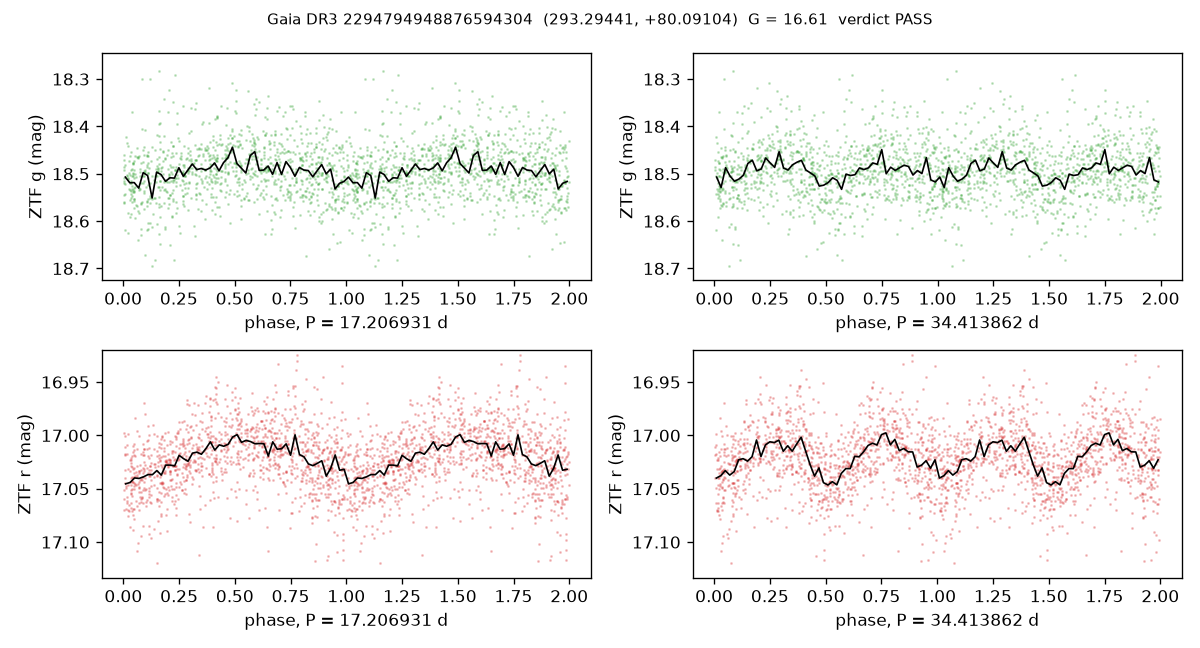 Gaia DR3 2294794948876594304  (293.29441, +80.09104)  G = 16.61  verdict PASS
ZTF g (mag)
18.3
18.4
18.5
18.6
18.7
0.00 0.25 0.50 0.75 1.00 1.25 1.50 1.75 2.00
phase, P = 17.206931 d
ZTF g (mag)
18.3
18.4
18.5
18.6
18.7
0.00 0.25 0.50 0.75 1.00 1.25 1.50 1.75 2.00
phase, P = 34.413862 d
ZTF r (mag)
16.95
17.00
17.05
17.10
0.00 0.25 0.50 0.75 1.00 1.25 1.50 1.75 2.00
phase, P = 17.206931 d
ZTF r (mag)
16.95
17.00
17.05
17.10
0.00 0.25 0.50 0.75 1.00 1.25 1.50 1.75 2.00
phase, P = 34.413862 d